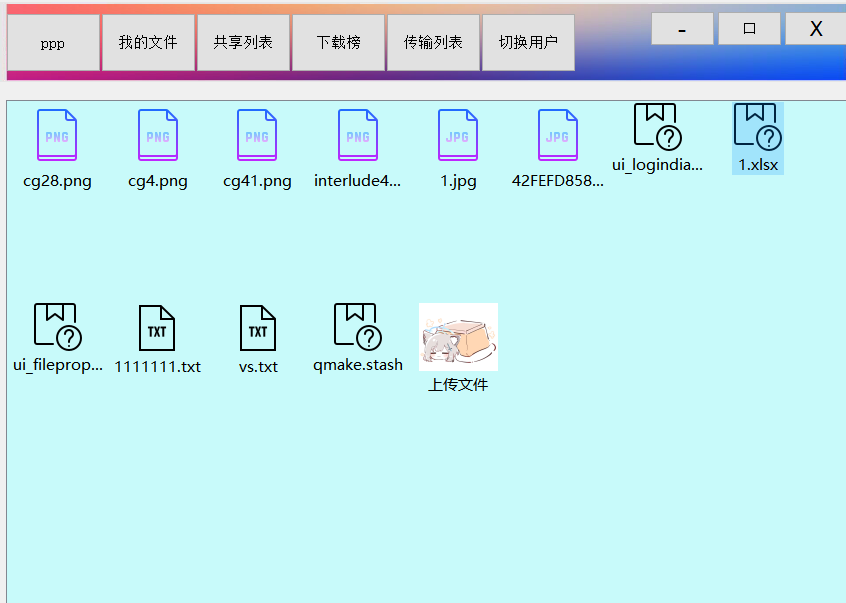 ppp
我的文件
共享列表
下载榜
传输列表
切换用户
-
X
PNG
PNG
PNG
PNG
JPG
JPG
cg28.png
cg4.png
cg41.png
interlude4...
1.jpg
42FEFD858...
ui_logindia...
1.xlsx
TXT
TXT
ui_fileprop...
1111111.txt
vs.txt
qmake.stash
上传文件